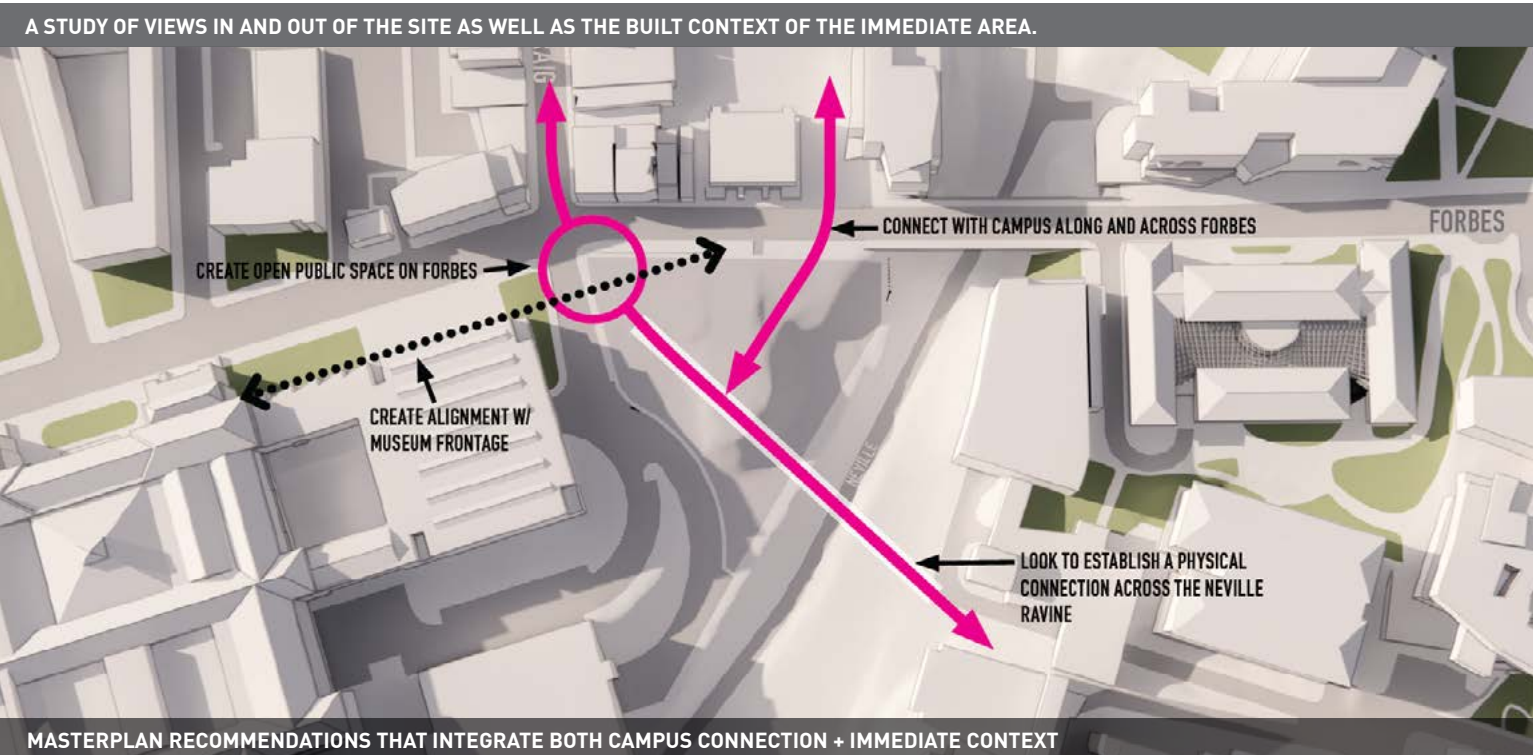 A STUDY OF VIEWS IN AND OUT OF THE SITE AS WELL AS THE BUILT CONTEXT OF THE IMMEDIATE AREA.
CRAIG
FORBES
CONNECT WITH CAMPUS ALONG AND ACROSS FORBES
CREATE OPEN PUBLIC SPACE ON FORBES
CREATE ALIGNMENT W/
MUSEUM FRONTAGE
NEVILLE
LOOK TO ESTABLISH A PHYSICAL
CONNECTION ACROSS THE NEVILLE
RAVINE
MASTERPLAN RECOMMENDATIONS THAT INTEGRATE BOTH CAMPUS CONNECTION + IMMEDIATE CONTEXT